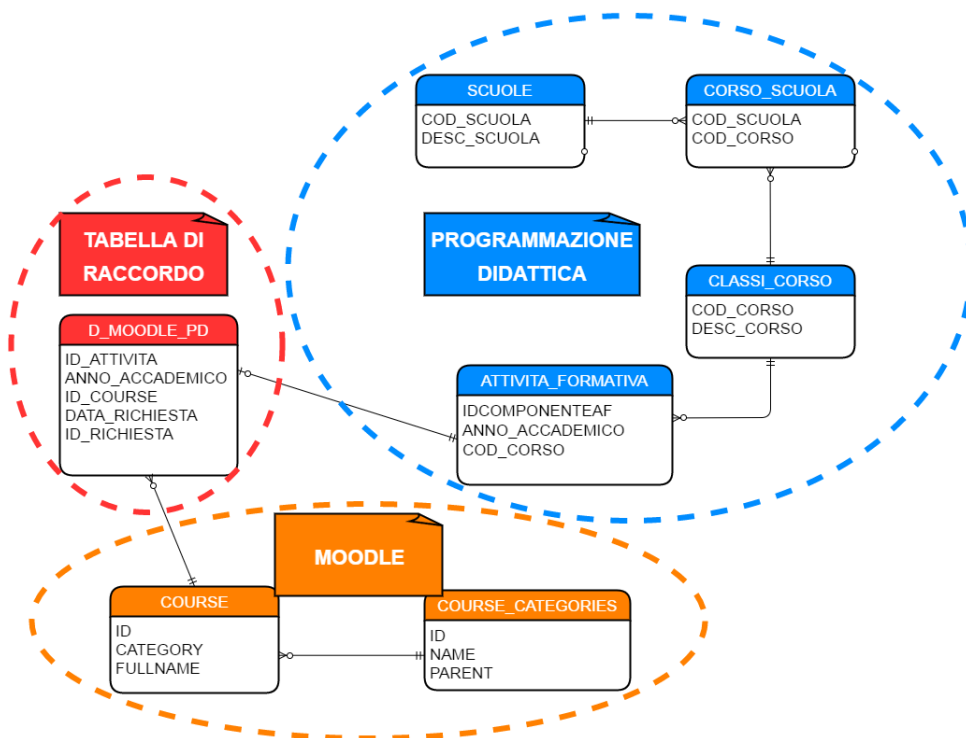 SCUOLE
COD_SCUOLA
DESC_SCUOLA
CORSO_SCUOLA
COD_SCUOLA
COD_CORSO
TABELLA DI
RACCORDO
PROGRAMMAZIONE
DIDATTICA
CLASSI_CORSO
COD_CORSO
DESC_CORSO
D_MOODLE_PD
ID_ATTIVITA
ANNO_ACCADEMICO
ID_COURSE
DATA_RICHIESTA
ID_RICHIESTA
ATTIVITA_FORMATIVA
IDCOMPONENTEAF
ANNO_ACCADEMICO
COD_CORSO
MOODLE
COURSE
ID
CATEGORY
FULLNAME
COURSE_CATEGORIES
ID
NAME
PARENT